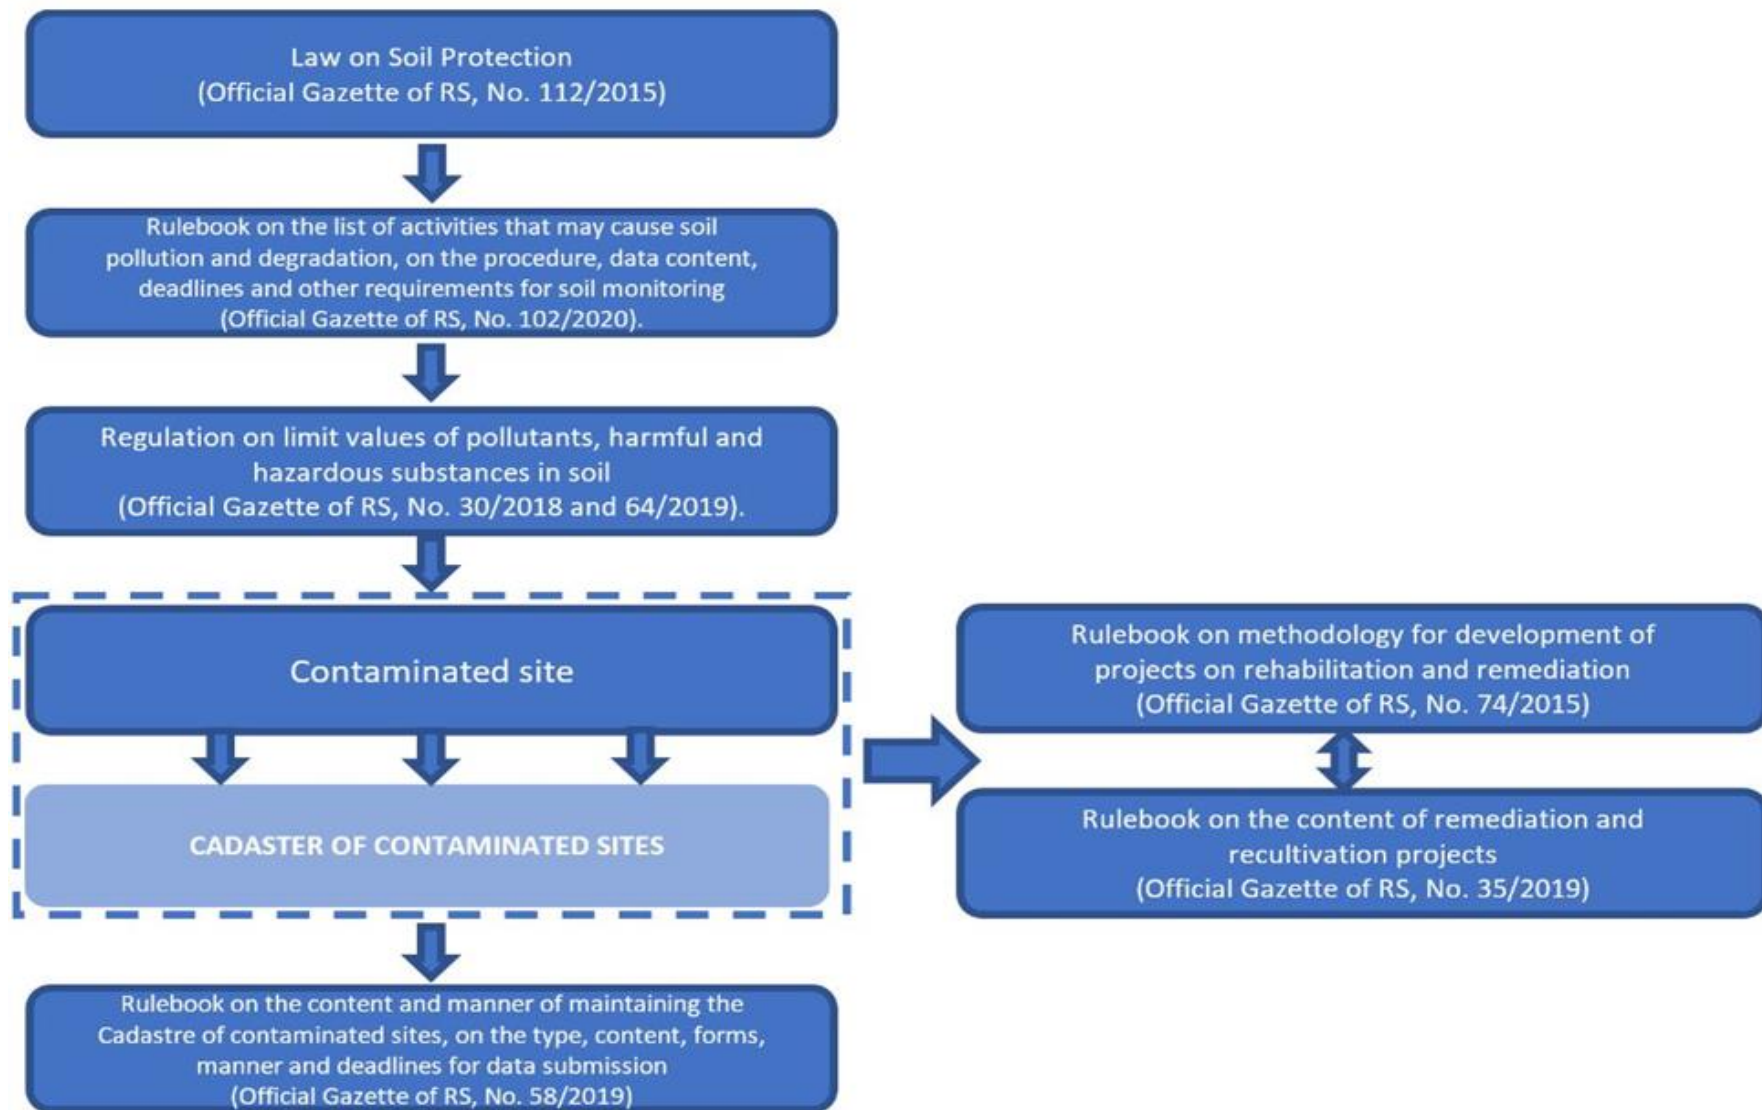 Law on Soil Protection
(Official Gazette of RS, No. 112/2015)
Rulebook on the list of activities that may cause soil
pollution and degradation, on the procedure, data content,
deadlines and other requirements for soil monitoring
(Official Gazette of RS, No. 102/2020).
Regulation on limit values of pollutants, harmful and
hazardous substances in soil
(Official Gazette of RS, No. 30/2018 and 64/2019).
Contaminated site
CADASTER OF CONTAMINATED SITES
Rulebook on the content and manner of maintaining the
Cadastre of contaminated sites, on the type, content, forms,
manner and deadlines for data submission
(Official Gazette of RS, No. 58/2019)
Rulebook on methodology for development of
projects on rehabilitation and remediation
(Official Gazette of RS, No. 74/2015)
Rulebook on the content of remediation and
recultivation projects
(Official Gazette of RS, No. 35/2019)